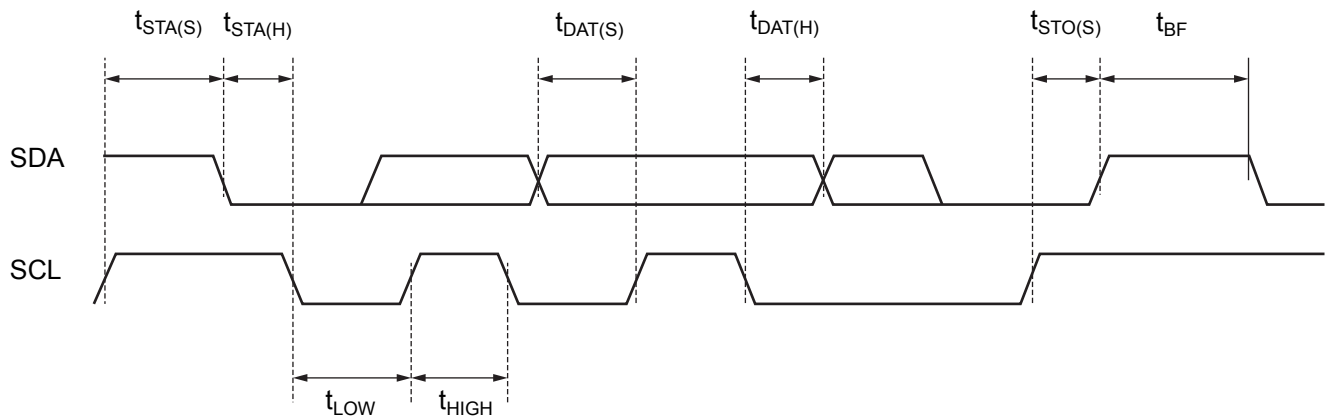 tSTA(S) tSTA(H) tDAT(S) tDAT(H) tSTO(S) tBF
SDA
SCL
tLOW tHIGH